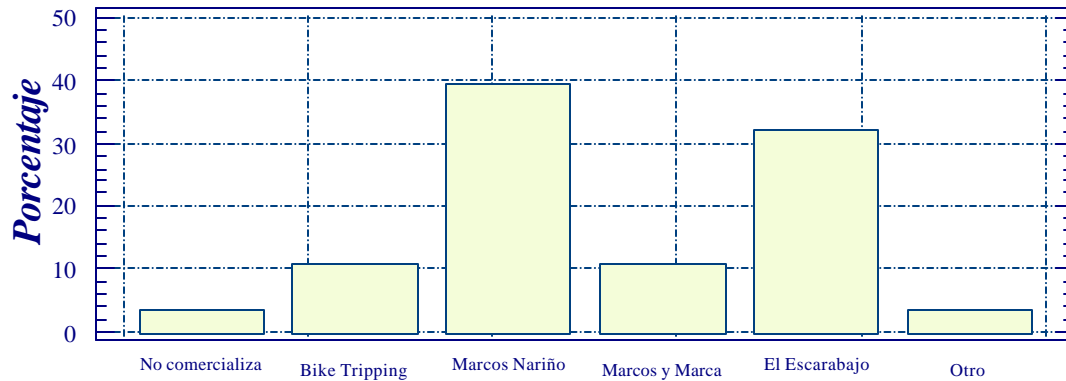 Porcentaje
50
40
30
20
10
0
No comercializa
Bike Tripping
Marcos Nariño
Marcos y Marca
El Escarabajo
Otro